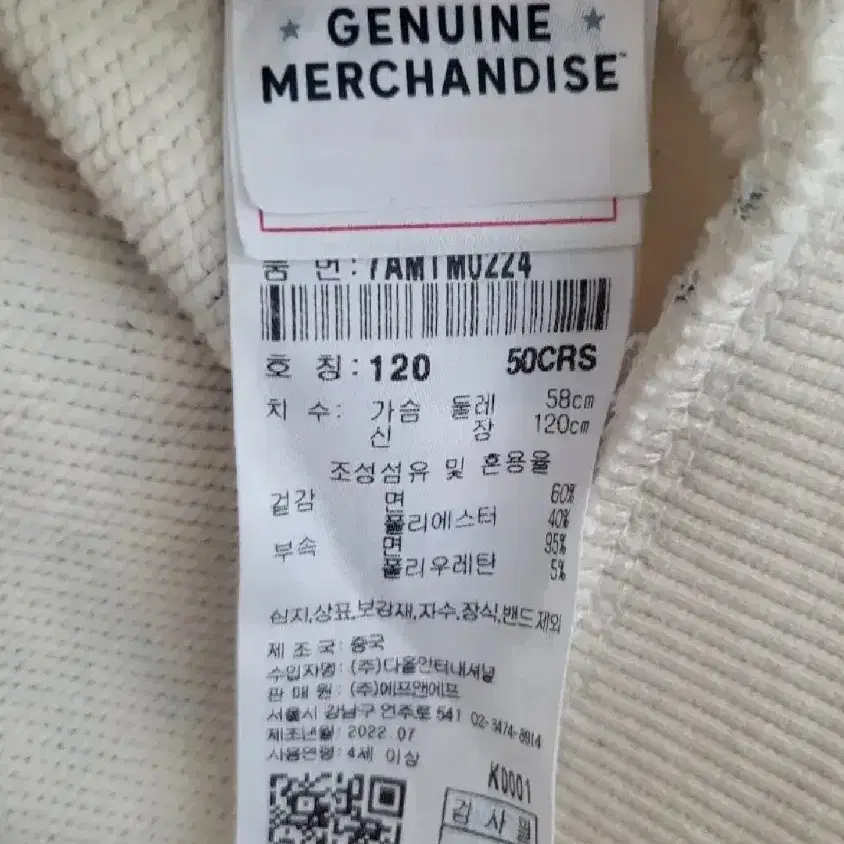 ★ GENUINE ★
MERCHANDISE™
품 번: 7AMTM0224
호 칭: 120 50CRS
치 수: 가슴 둘레 58cm
신 장 120cm
조성섬유 및 혼용율
겉감 면 60%
폴리에스터 40%
부속 면 95%
폴리우레탄 5%
심지,상표,보강재,자수,장식,밴드제외
제 조 국: 중국
수입자명: (주)다올인터내셔널
판 매 원: (주)에프앤에프
서울시 강남구 언주로 541 02-3474-8914
제조년월: 2022.07
사용연령: 4세 이상
K0001
검 사 필